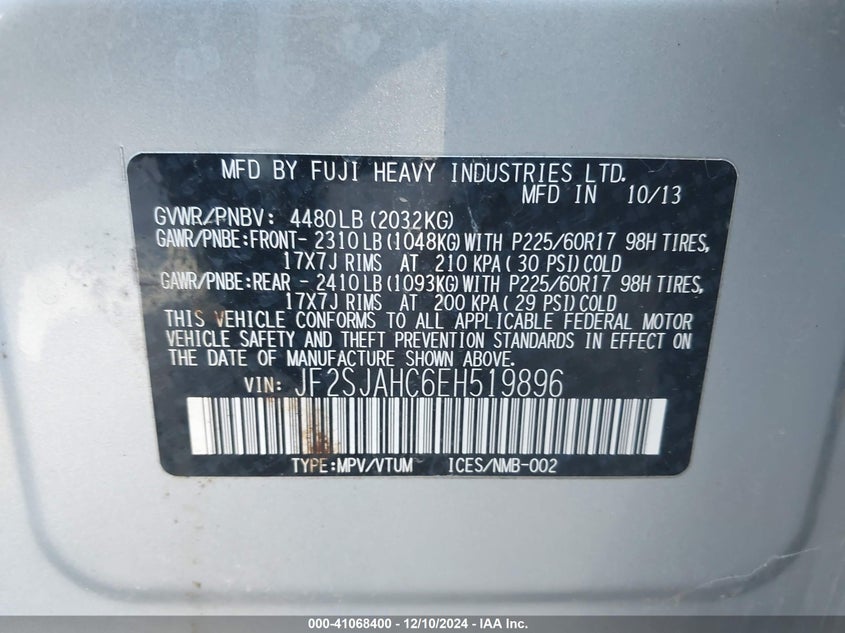 MFD BY FUJI HEAVY INDUSTRIES LTD.
MFD IN 10/13
GVWR/PNBV: 4480LB (2032KG)
GAWR/PNBE:FRONT- 2310LB (1048KG) WITH P225/60R17 98H TIRES,
17X7J RIMS AT 210 KPA ( 30 PSI) COLD
GAWR/PNBE:REAR - 2410LB (1093KG) WITH P225/60R17 98H TIRES,
17X7J RIMS AT 200 KPA ( 29 PSI) COLD
THIS VEHICLE CONFORMS TO ALL APPLICABLE FEDERAL MOTOR
VEHICLE SAFETY AND THEFT PREVENTION STANDARDS IN EFFECT ON
THE DATE OF MANUFACTURE SHOWN ABOVE.
VIN: JF2SJAHC6EH519896
TYPE:MPV/VTUM ICES/NMB-002
000-41068400 - 12/10/2024 - IAA Inc.